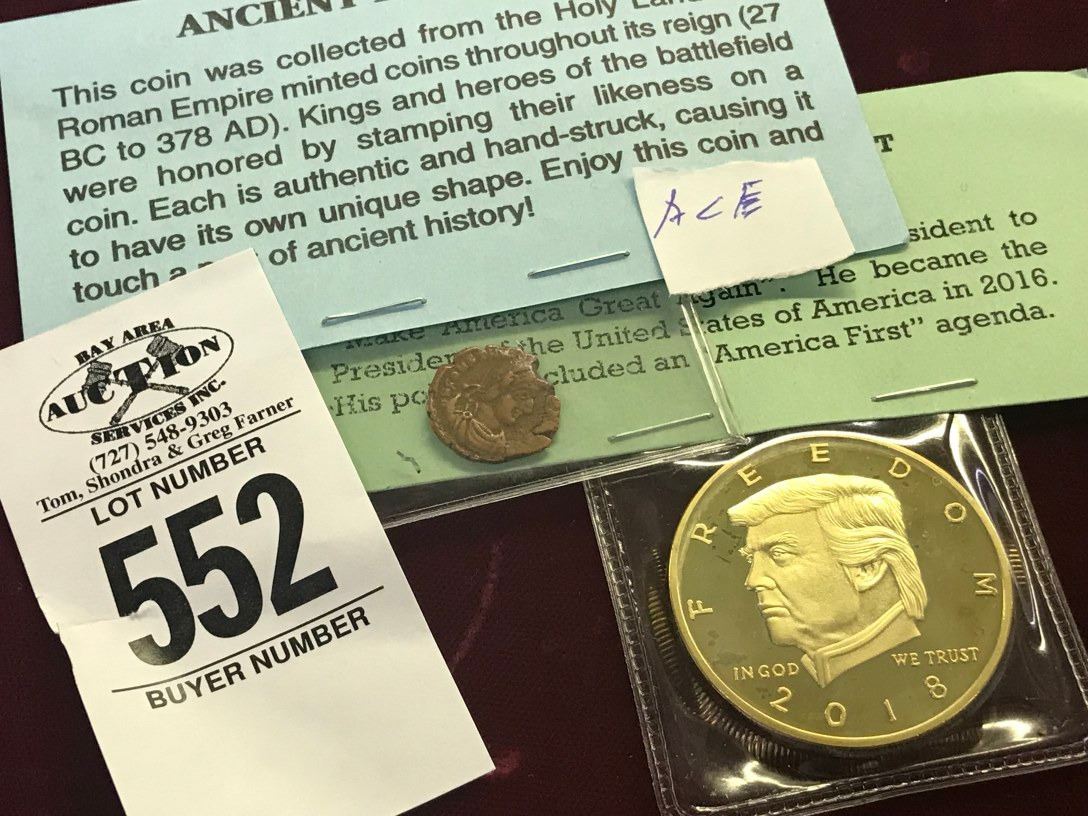 ANCIENT
This coin was collected from the Holy Land
Roman Empire minted coins throughout its reign (27
BC to 378 AD). Kings and heroes of the battlefield
were honored by stamping their likeness on a
coin. Each is authentic and hand-struck, causing it
to have its own unique shape. Enjoy this coin and
touch a of ancient history!
A<E
sident to
"Make America Great Again". He became the
President of the United States of America in 2016.
His po cluded an "America First" agenda.
BAY AREA
AUCTION
SERVICES INC.
(727) 548-9303
Tom, Shondra & Greg Farner
LOT NUMBER
552
BUYER NUMBER
FREEDOM
IN GOD WE TRUST
2018